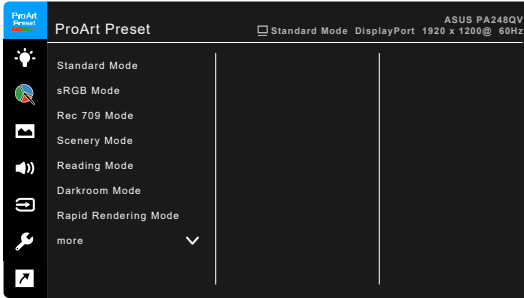 ProArt
Preset
ProArt Preset
ASUS PA248QV
Standard Mode DisplayPort 1920 x 1200@ 60Hz
Standard Mode
sRGB Mode
Rec 709 Mode
Scenery Mode
Reading Mode
Darkroom Mode
Rapid Rendering Mode
more